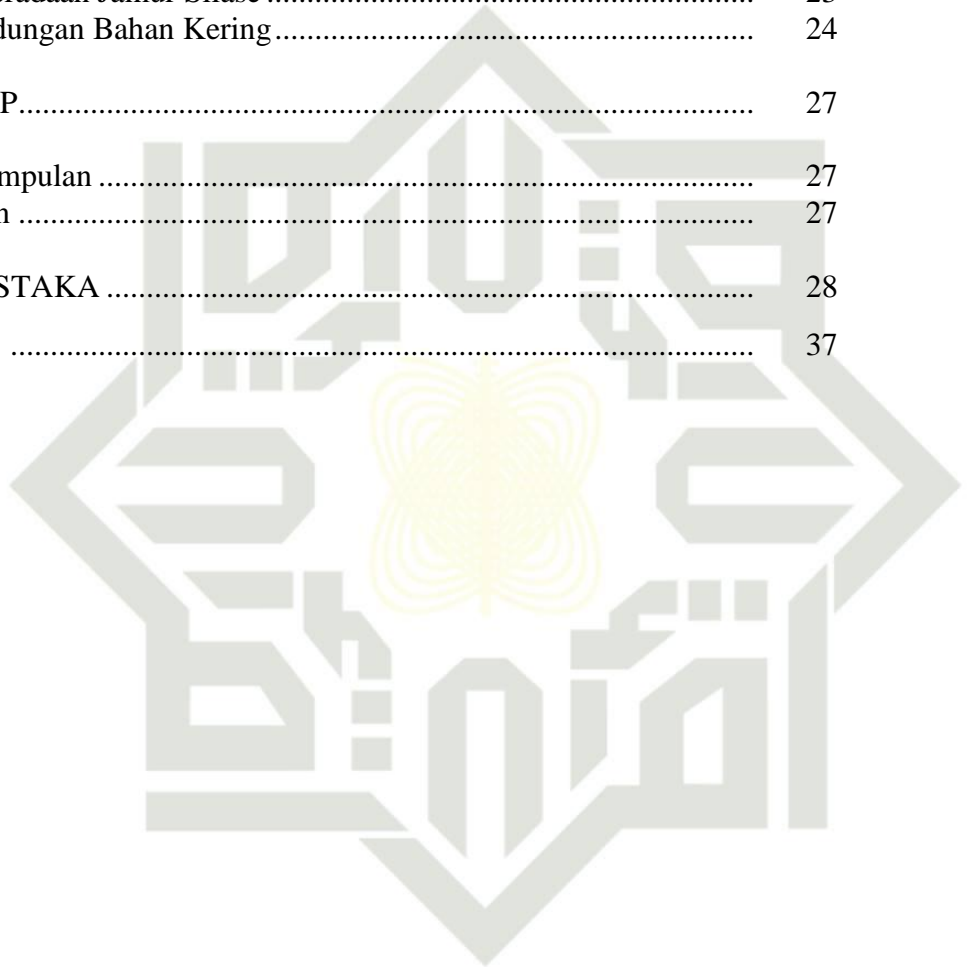 dungan Bahan Kering.................................................................. 24
P.................................................................................................... 27
mpulan ......................................................................................... 27
n .................................................................................................... 27
STAKA ........................................................................................ 28
..................................................................................................... 37